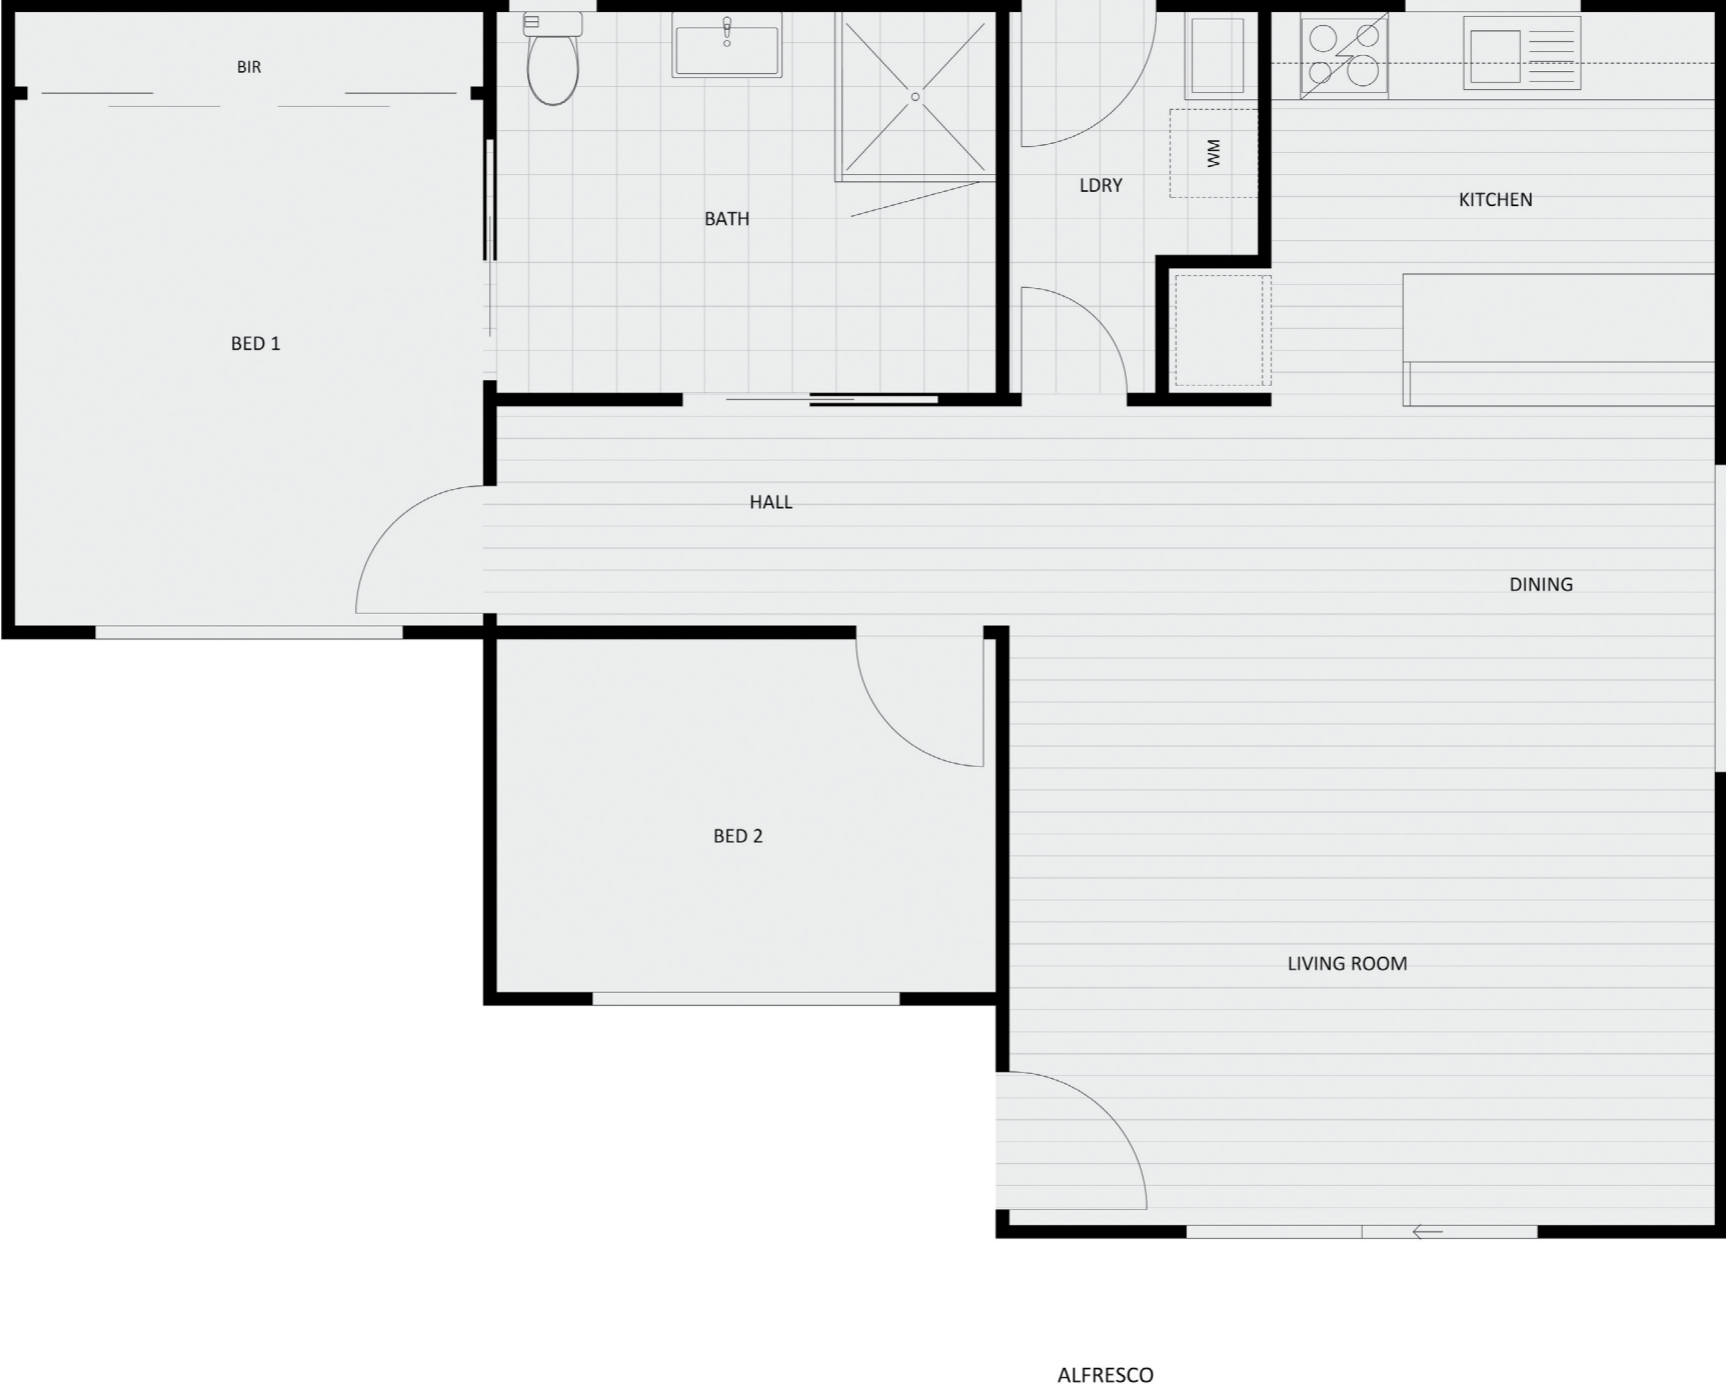 BIR
WM
LDRY
KITCHEN
BATH
BED 1
HALL
DINING
BED 2
LIVING ROOM
ALFRESCO